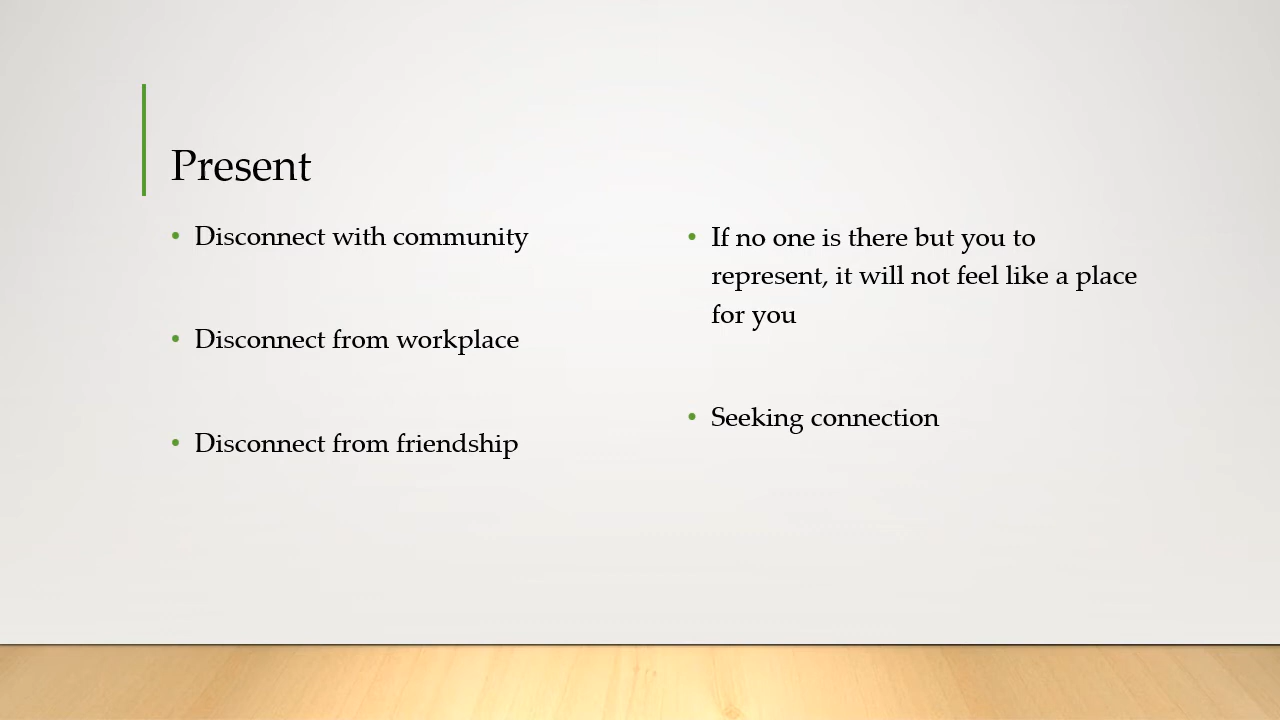 Present
• Disconnect with community
• Disconnect from workplace
• Disconnect from friendship
• If no one is there but you to
represent, it will not feel like a place
for you
• Seeking connection